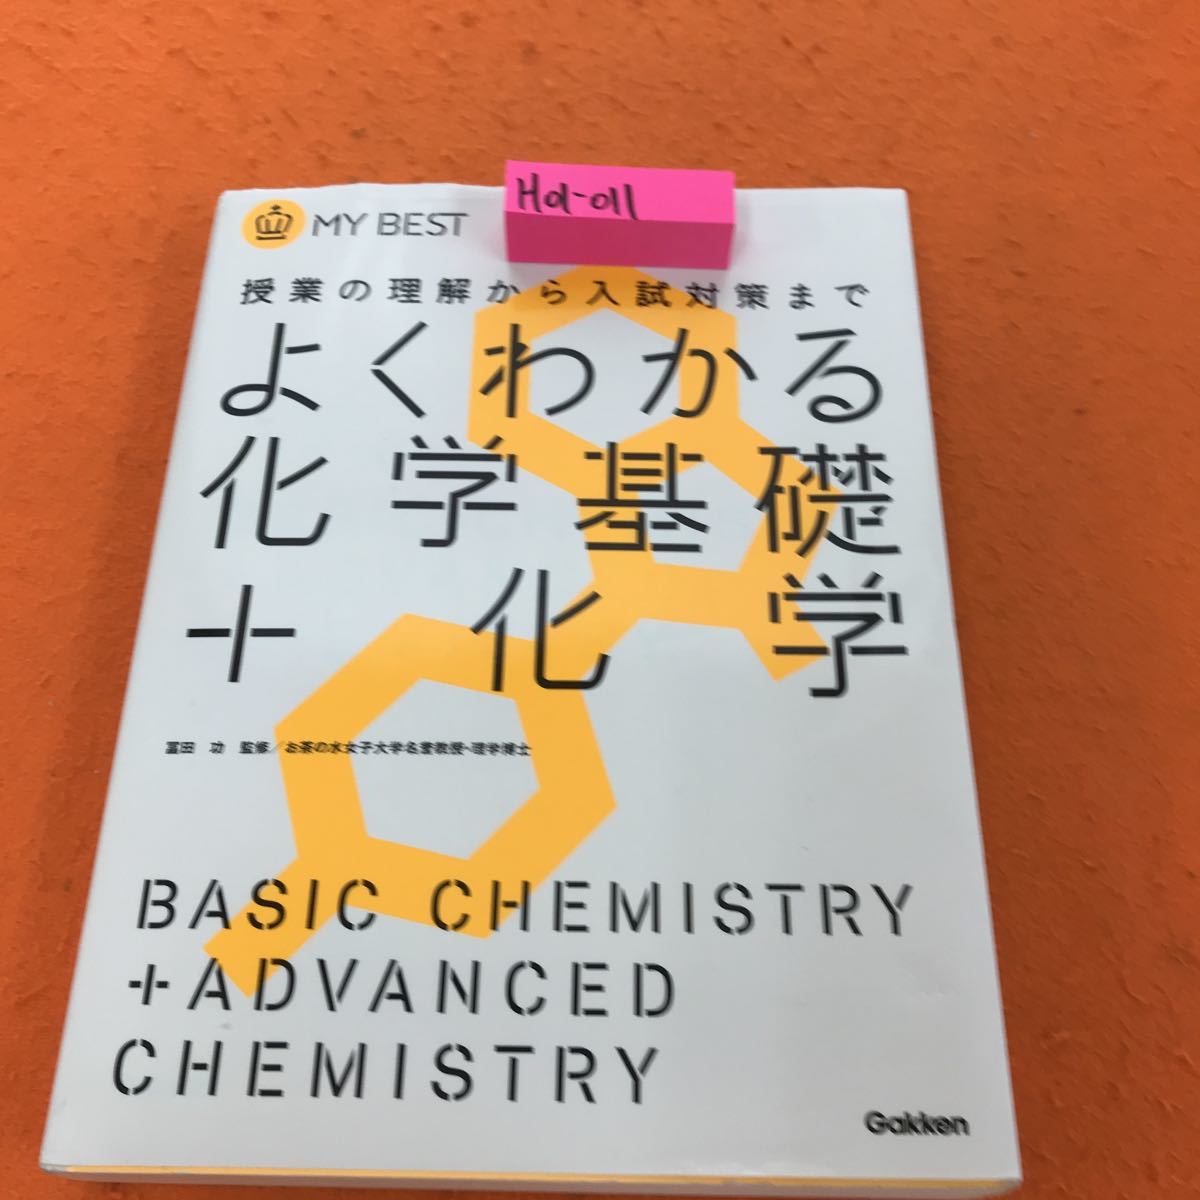 H01-011
MY BEST
授業の理解から入試対策まで
よくわかる
化学基礎
+化学
冨田 功 監修/お茶の水女子大学名誉教授・理学博士
BASIC CHEMISTRY
+ADVANCED
CHEMISTRY
Gakken